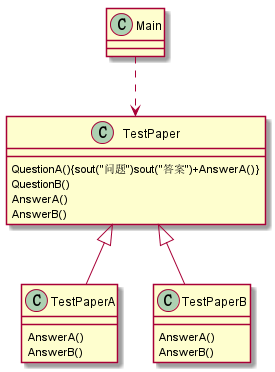 C Main
C TestPaper
QuestionA(){sout("问题")sout("答案")+AnswerA()}
QuestionB()
AnswerA()
AnswerB()
C TestPaperA
AnswerA()
AnswerB()
C TestPaperB
AnswerA()
AnswerB()